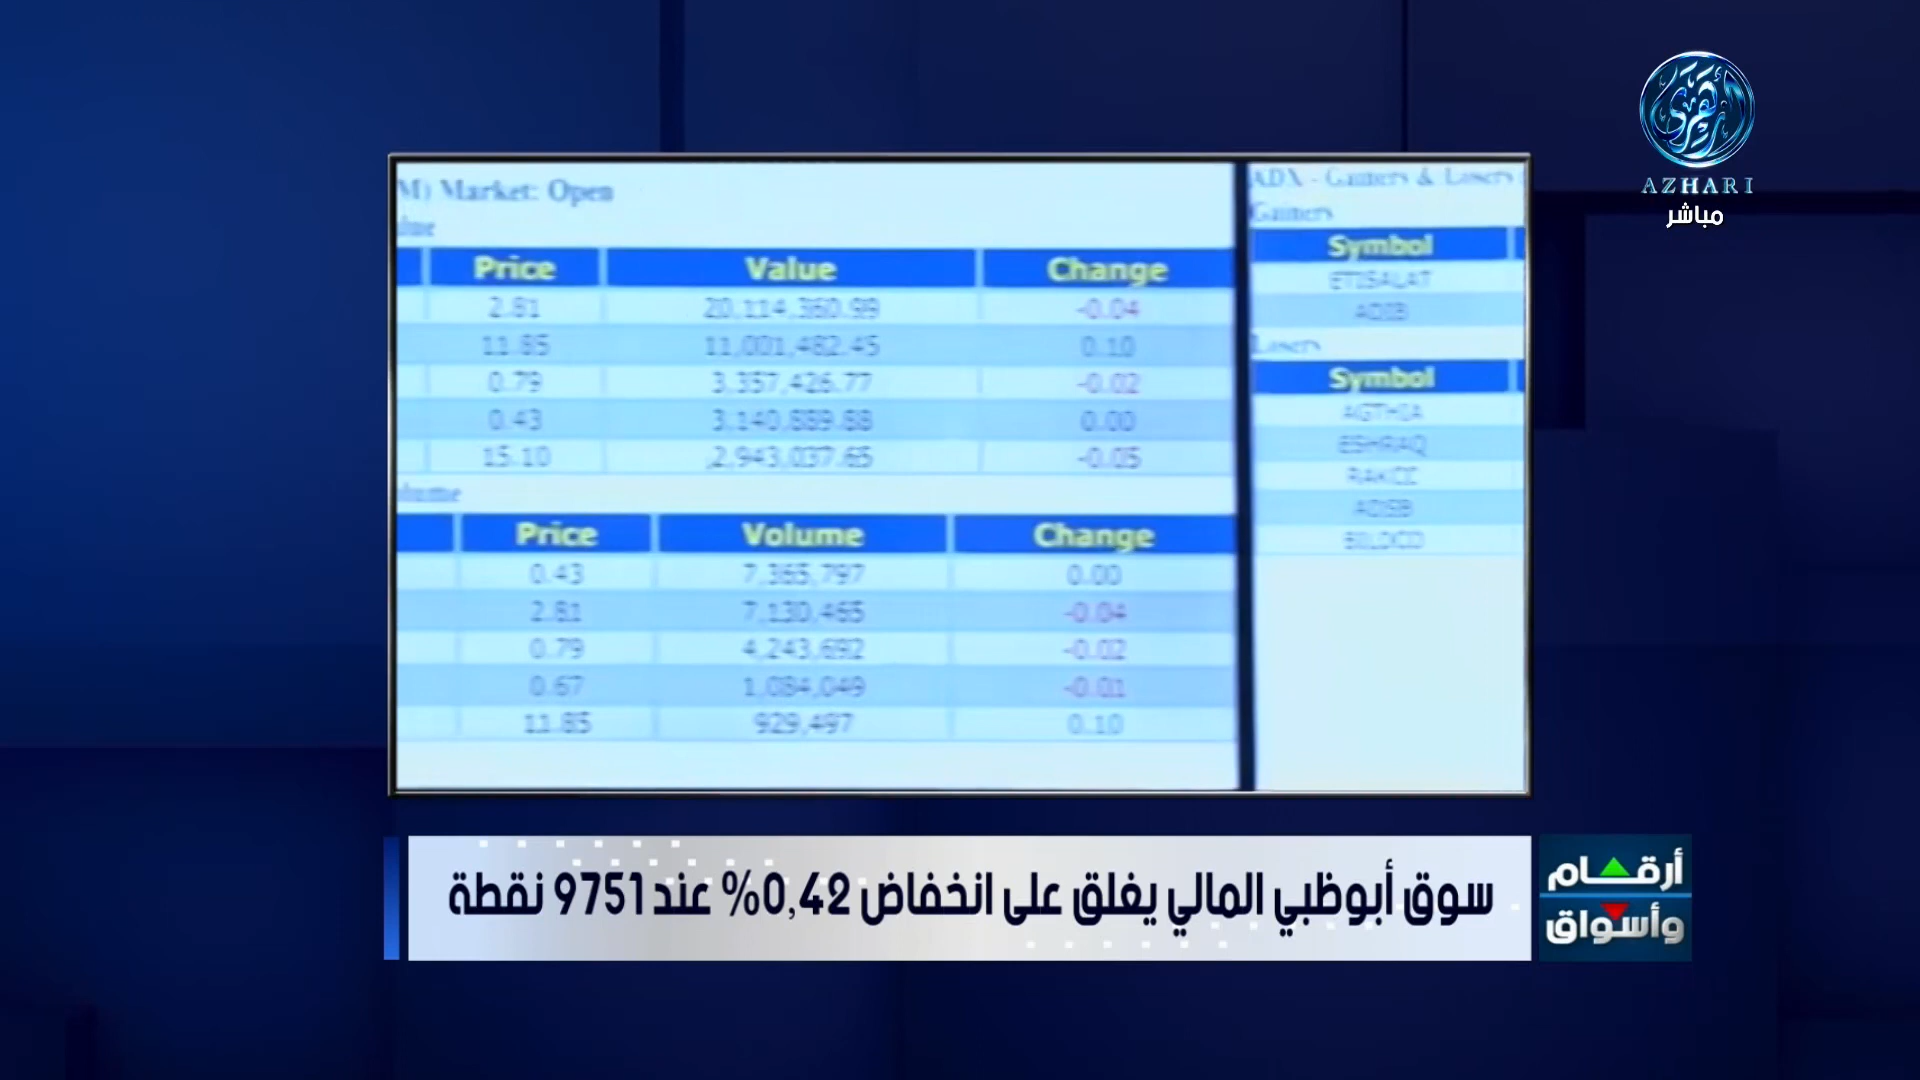 AZHARI
مباشر
M) Market: Open
Price Value Change
2.81 20,114,360.99 -0.04
11.85 11,001,482.45 0.10
0.79 3,357,426.77 -0.02
0.43 3,140,889.88 0.00
15.10 2,943,037.65 -0.05
Price Volume Change
0.43 7,365,797 0.00
2.81 7,130,465 -0.04
0.79 4,243,692 -0.02
0.67 1,084,049 -0.01
11.85 929,497 0.10
ADX - Gainers & Losers
Gainers
Symbol
ETISALAT
ADIB
Losers
Symbol
AGTHIA
ESHRAQ
RAKCC
BILDCO
سوق أبوظبي المالي يغلق على انخفاض 0,42% عند 9751 نقطة
أرقام
وأسواق